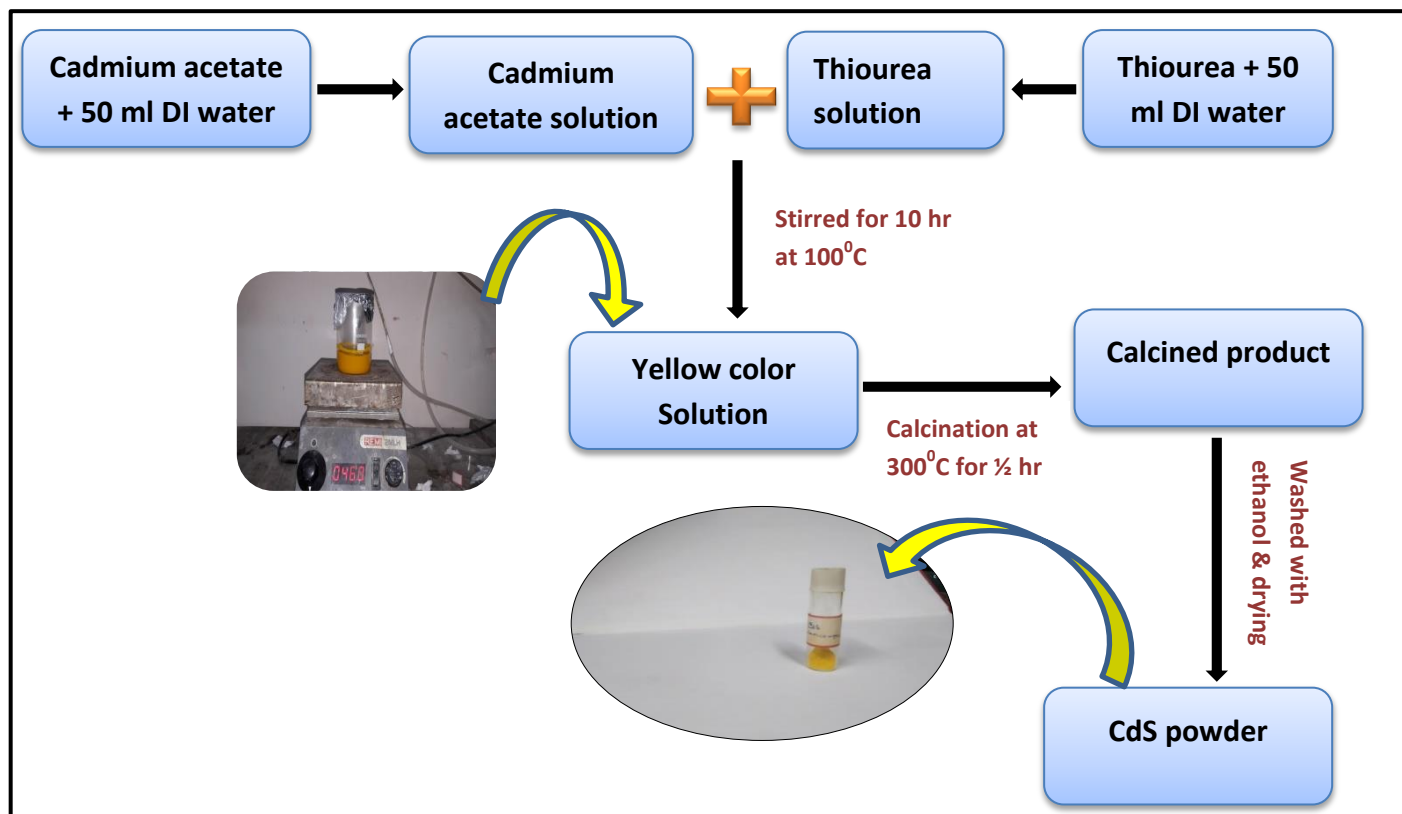 Cadmium acetate
+ 50 ml DI water
Cadmium
acetate solution
Thiourea
solution
Thiourea + 50
ml DI water
Stirred for 10 hr
at 100⁰C
Yellow color
Solution
Calcination at
300⁰C for ½ hr
Calcined product
Washed with
ethanol & drying
CdS powder
REMI